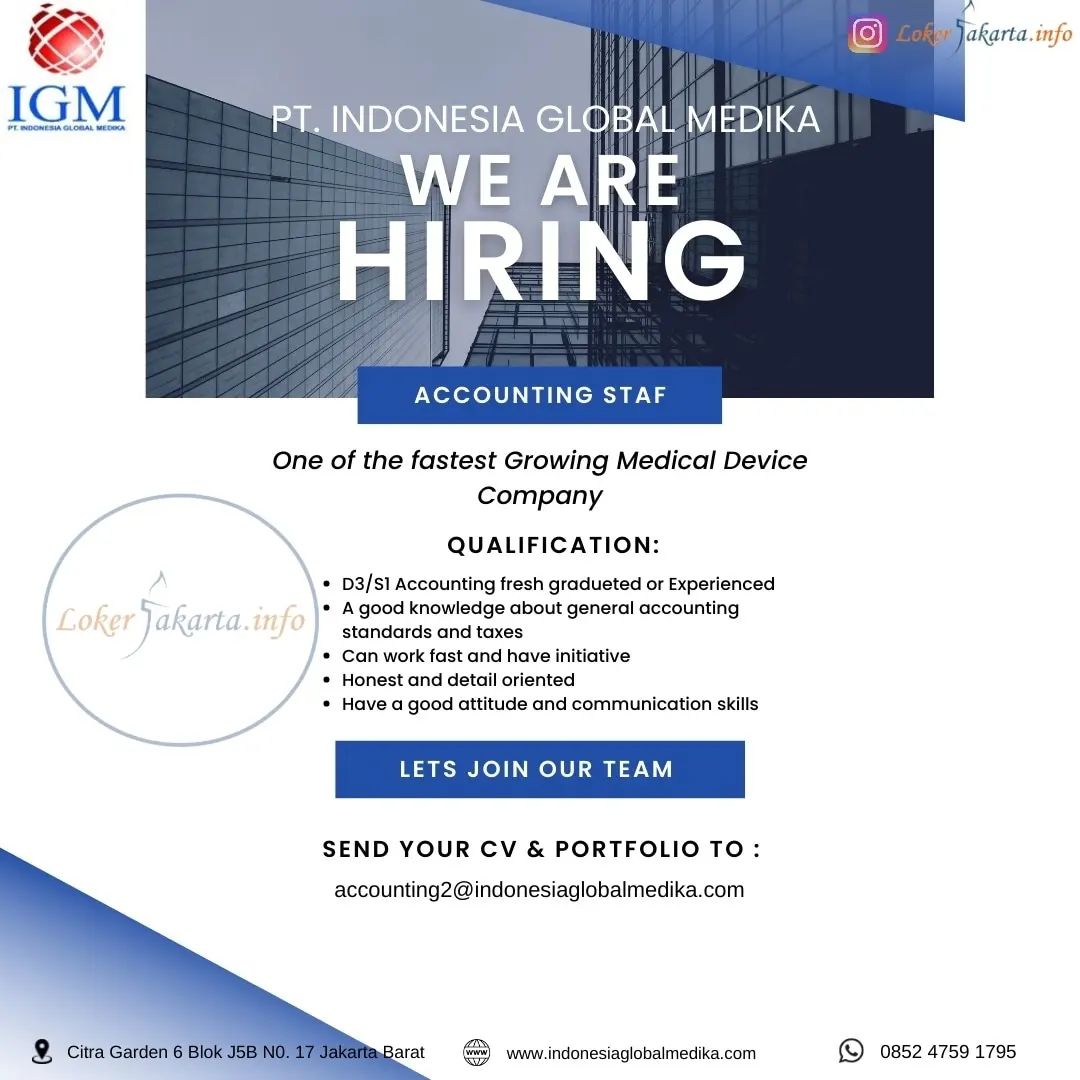 IGM
PT. INDONESIA GLOBAL MEDIKA
Loker Jakarta.info
PT. INDONESIA GLOBAL MEDIKA
WE ARE
HIRING
ACCOUNTING STAF
One of the fastest Growing Medical Device
Company
QUALIFICATION:
• D3/S1 Accounting fresh gradueted or Experienced
• A good knowledge about general accounting
standards and taxes
• Can work fast and have initiative
• Honest and detail oriented
• Have a good attitude and communication skills
Loker Jakarta.info
LETS JOIN OUR TEAM
SEND YOUR CV & PORTFOLIO TO :
accounting2@indonesiaglobalmedika.com
Citra Garden 6 Blok J5B N0. 17 Jakarta Barat
www
www.indonesiaglobalmedika.com
0852 4759 1795